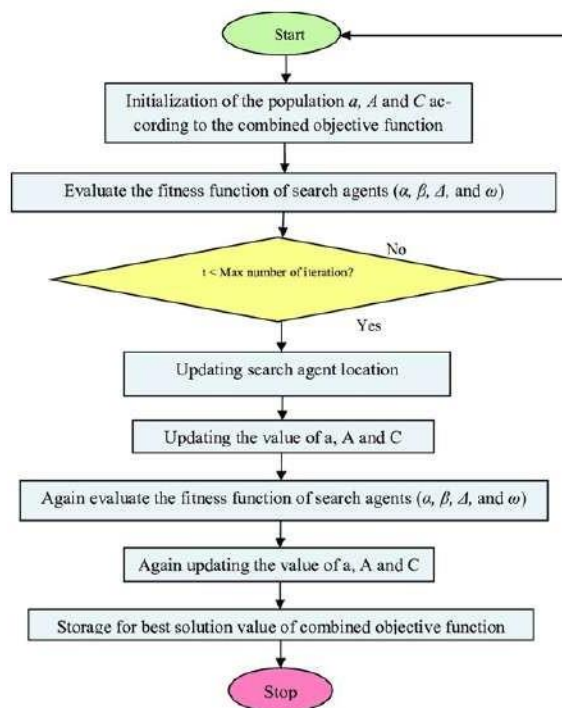 Start
Initialization of the population a, A and C ac-
cording to the combined objective function
Evaluate the fitness function of search agents (α, β, Δ, and ω)
No
t < Max number of iteration?
Yes
Updating search agent location
Updating the value of a, A and C
Again evaluate the fitness function of search agents (α, β, Δ, and ω)
Again updating the value of a, A and C
Storage for best solution value of combined objective function
Stop